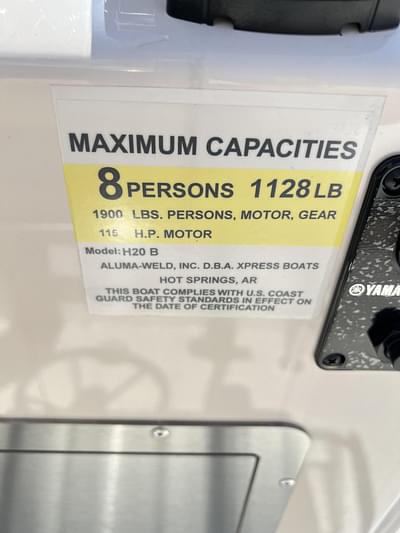 MAXIMUM CAPACITIES
8 PERSONS 1128 LB
1900 LBS. PERSONS, MOTOR, GEAR
115 H.P. MOTOR
Model: H20 B
ALUMA-WELD, INC. D.B.A. XPRESS BOATS
HOT SPRINGS, AR
THIS BOAT COMPLIES WITH U.S. COAST
GUARD SAFETY STANDARDS IN EFFECT ON
THE DATE OF CERTIFICATION
YAMA